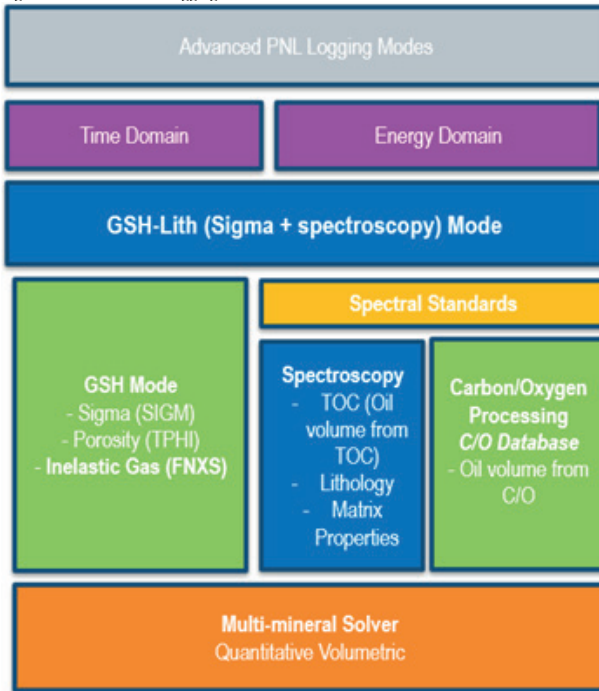 Advanced PNL Logging Modes
Time Domain
Energy Domain
GSH-Lith (Sigma + spectroscopy) Mode
GSH Mode
- Sigma (SIGM)
- Porosity (TPHI)
- Inelastic Gas (FNXS)
Spectral Standards
Spectroscopy
- TOC (Oil
volume from
TOC)
- Lithology
- Matrix
Properties
Carbon/Oxygen
Processing
C/O Database
- Oil volume from
C/O
Multi-mineral Solver
Quantitative Volumetric